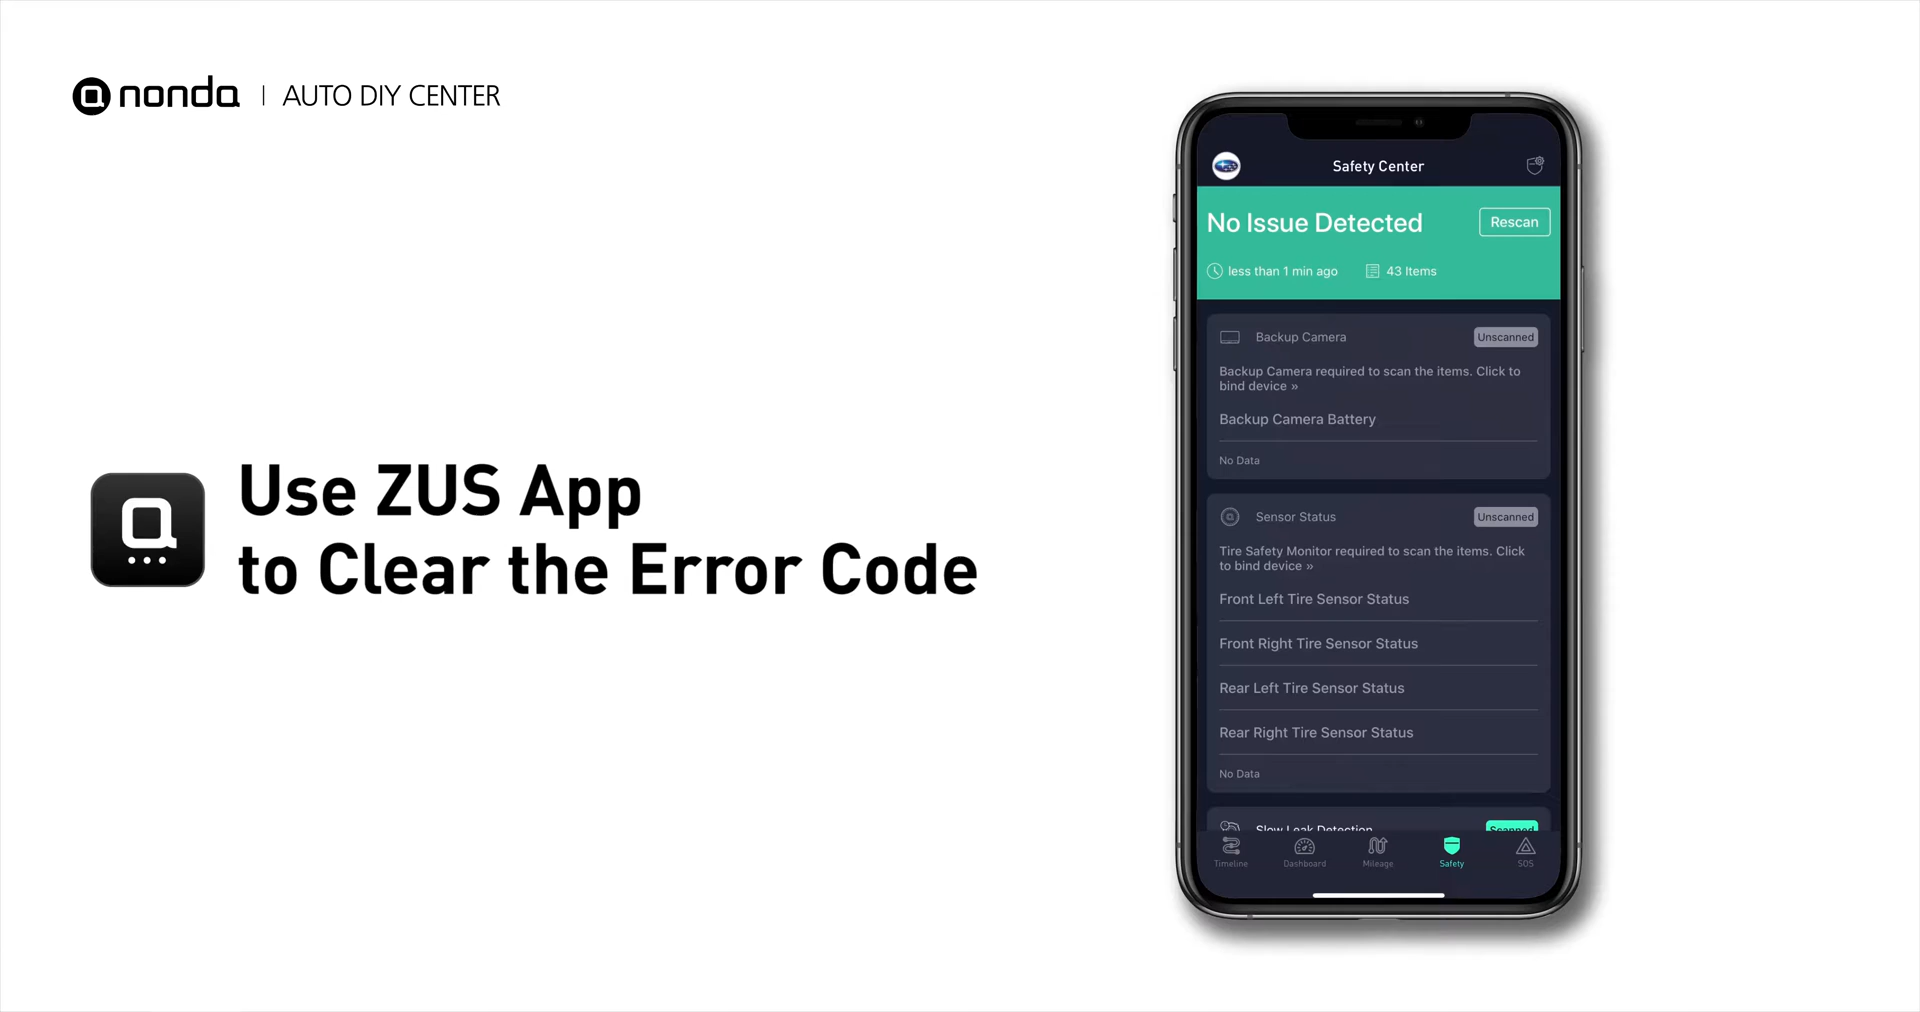 nonda | AUTO DIY CENTER
Use ZUS App
to Clear the Error Code
Safety Center
No Issue Detected
Rescan
less than 1 min ago
43 Items
Backup Camera
Unscanned
Backup Camera required to scan the items. Click to
bind device »
Backup Camera Battery
No Data
Sensor Status
Unscanned
Tire Safety Monitor required to scan the items. Click
to bind device »
Front Left Tire Sensor Status
Front Right Tire Sensor Status
Rear Left Tire Sensor Status
Rear Right Tire Sensor Status
No Data
Slow Leak Detection
Scanned
Timeline
Dashboard
Mileage
Safety
SOS